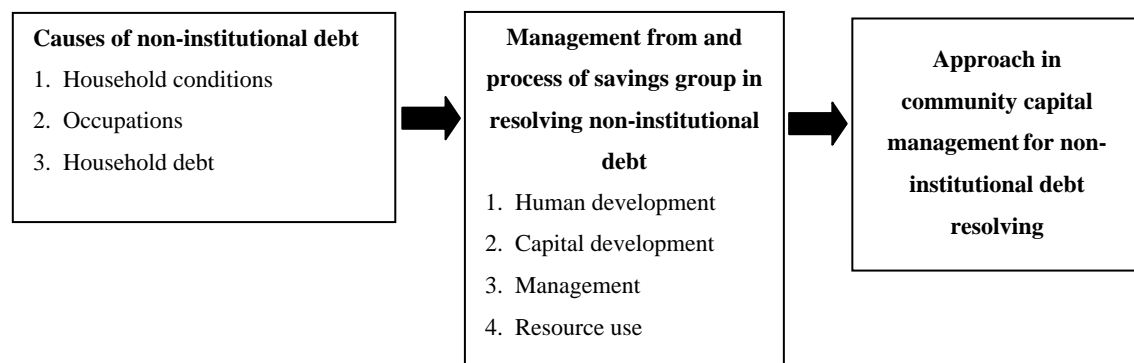 Causes of non-institutional debt
1. Household conditions
2. Occupations
3. Household debt
Management from and
process of savings group in
resolving non-institutional
debt
1. Human development
2. Capital development
3. Management
4. Resource use
Approach in
community capital
management for non-
institutional debt
resolving